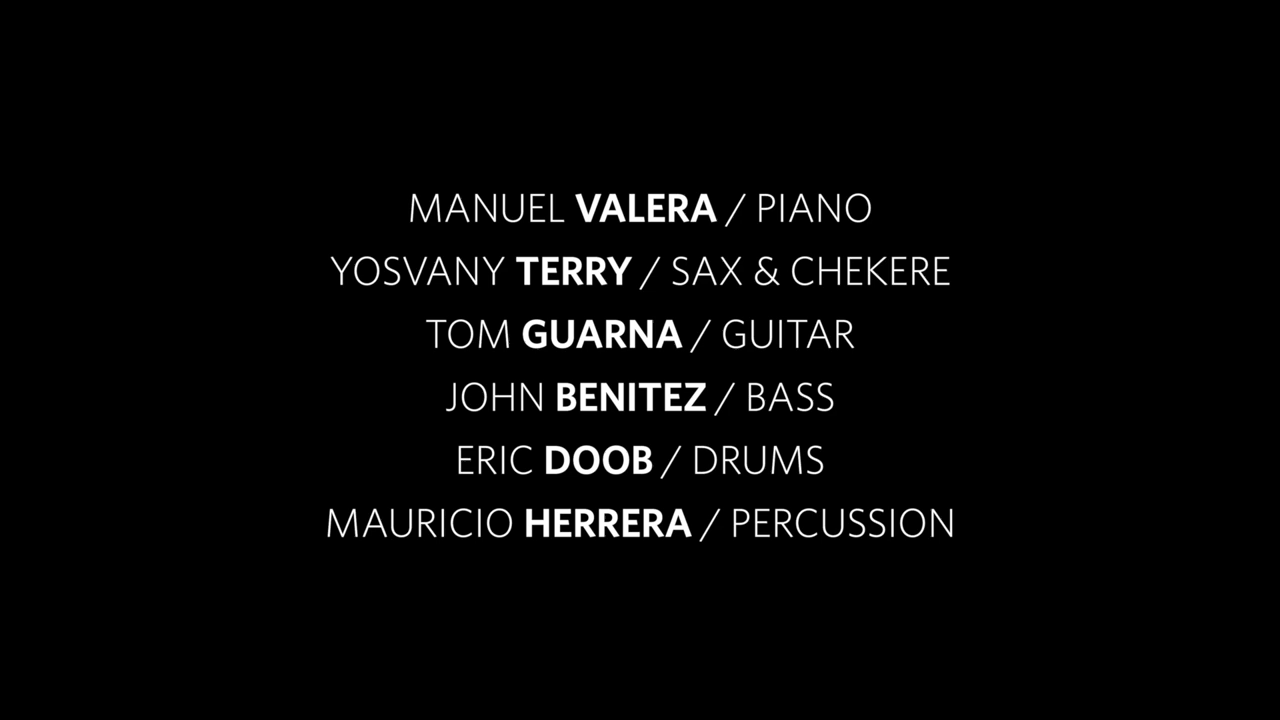 MANUEL VALERA / PIANO
YOSVANY TERRY / SAX & CHEKERE
TOM GUARNA / GUITAR
JOHN BENITEZ / BASS
ERIC DOOB / DRUMS
MAURICIO HERRERA / PERCUSSION